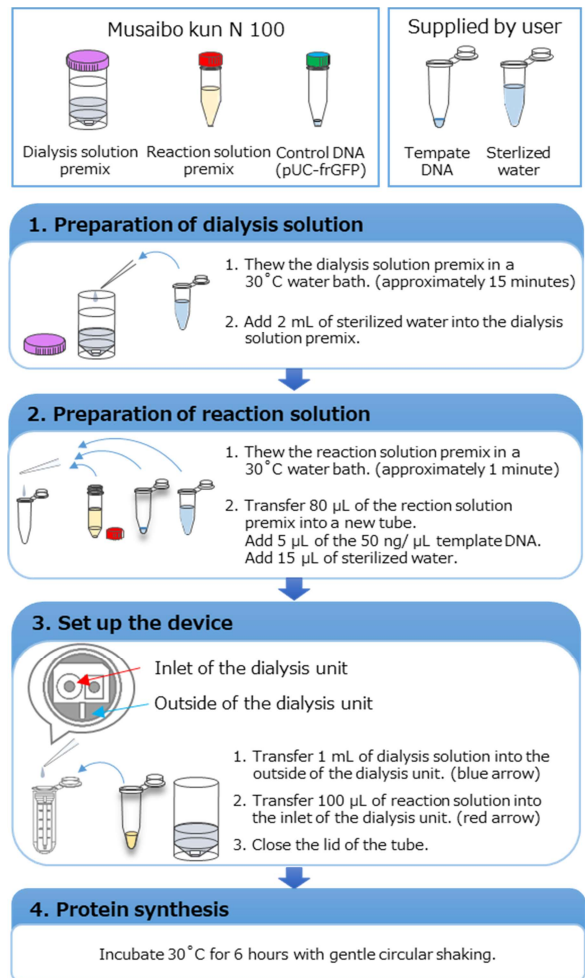 Musaibo kun N 100
Supplied by user
Dialysis solution
premix
Reaction solution
premix
Control DNA
(pUC-frGFP)
Tempate
DNA
Sterlized
water
1. Preparation of dialysis solution
1. Thew the dialysis solution premix in a
30˚C water bath. (approximately 15 minutes)
2. Add 2 mL of sterilized water into the dialysis
solution premix.
2. Preparation of reaction solution
1. Thew the reaction solution premix in a
30˚C water bath. (approximately 1 minute)
2. Transfer 80 µL of the rection solution
premix into a new tube.
Add 5 µL of the 50 ng/ µL template DNA.
Add 15 µL of sterilized water.
3. Set up the device
Inlet of the dialysis unit
Outside of the dialysis unit
1. Transfer 1 mL of dialysis solution into the
outside of the dialysis unit. (blue arrow)
2. Transfer 100 µL of reaction solution into
the inlet of the dialysis unit. (red arrow)
3. Close the lid of the tube.
4. Protein synthesis
Incubate 30˚C for 6 hours with gentle circular shaking.